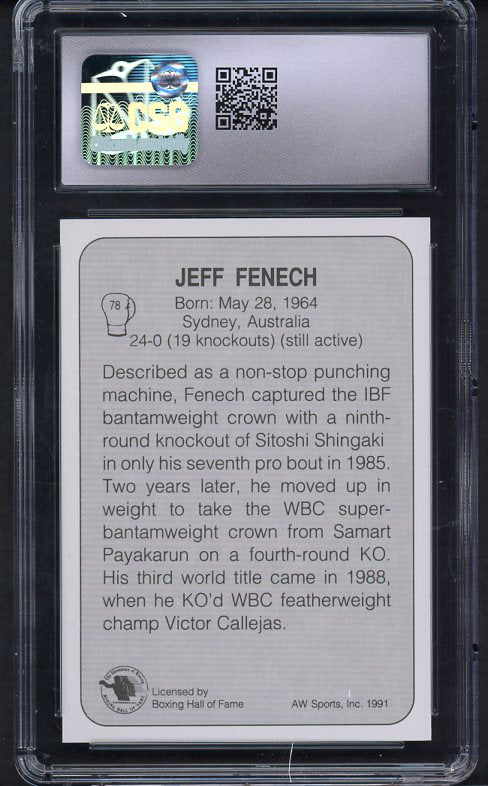 CSG
JEFF FENECH
78
Born: May 28, 1964
Sydney, Australia
24-0 (19 knockouts) (still active)
Described as a non-stop punching
machine, Fenech captured the IBF
bantamweight crown with a ninth-
round knockout of Sitoshi Shingaki
in only his seventh pro bout in 1985.
Two years later, he moved up in
weight to take the WBC super-
bantamweight crown from Samart
Payakarun on a fourth-round KO.
His third world title came in 1988,
when he KO'd WBC featherweight
champ Victor Callejas.
Licensed by
Boxing Hall of Fame
AW Sports, Inc. 1991